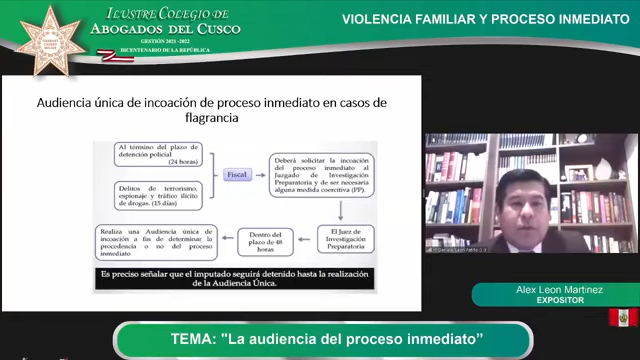 ILUSTRE COLEGIO DE
ABOGADOS DEL CUSCO
GESTIÓN 2021 -2022
BICENTENARIO DE LA REPÚBLICA
VIOLENCIA FAMILIAR Y PROCESO INMEDIATO
Audiencia única de incoación de proceso inmediato en casos de
flagrancia
Al término del plazo de
detención policial
(24 horas)
Delitos de terrorismo,
espionaje y tráfico ilícito
de drogas. (15 días)
Fiscal
Deberá solicitar la incoación
del proceso inmediato al
Juzgado de Investigación
Preparatoria y de ser necesaria
alguna medida coercitiva (PP).
El Juez de
Investigación
Preparatoria
Dentro del
plazo de 48
horas
Realiza una Audiencia única de
incoación a fin de determinar la
procedencia o no del proceso
inmediato
Es preciso señalar que el imputado seguirá detenido hasta la realización
de la Audiencia Única.
Alex Leon Martinez
EXPOSITOR
TEMA: "La audiencia del proceso inmediato”